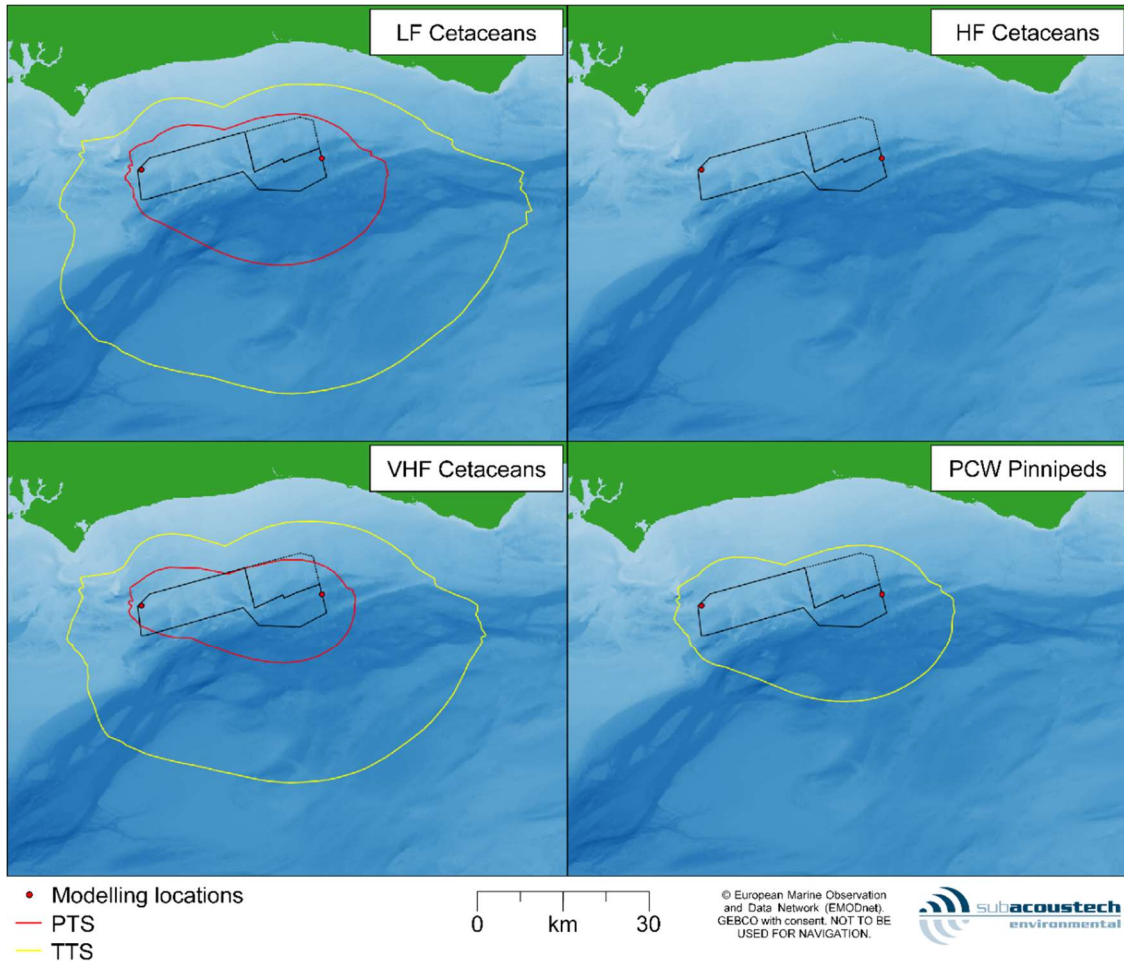 LF Cetaceans
HF Cetaceans
VHF Cetaceans
PCW Pinnipeds
Modelling locations
PTS
TTS
0 30
km
© European Marine Observation
and Data Network (EMODnet).
GEBCO with consent. NOT TO BE
USED FOR NAVIGATION.
subacoustech
environmental